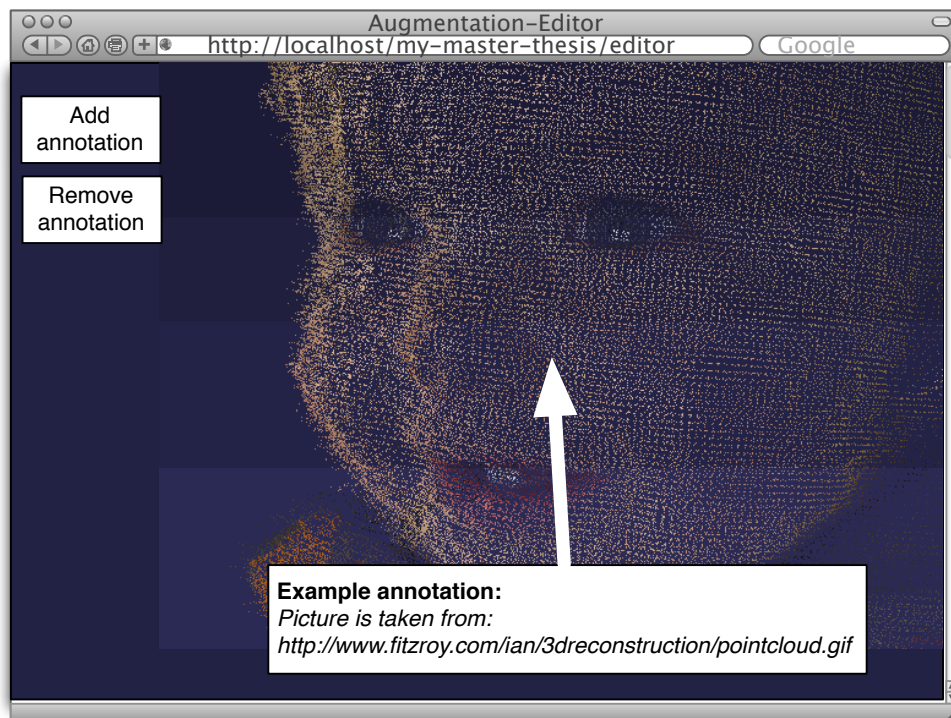 Augmentation-Editor
http://localhost/my-master-thesis/editor
Google
Add
annotation
Remove
annotation
Example annotation:
Picture is taken from:
http://www.fitzroy.com/ian/3dreconstruction/pointcloud.gif